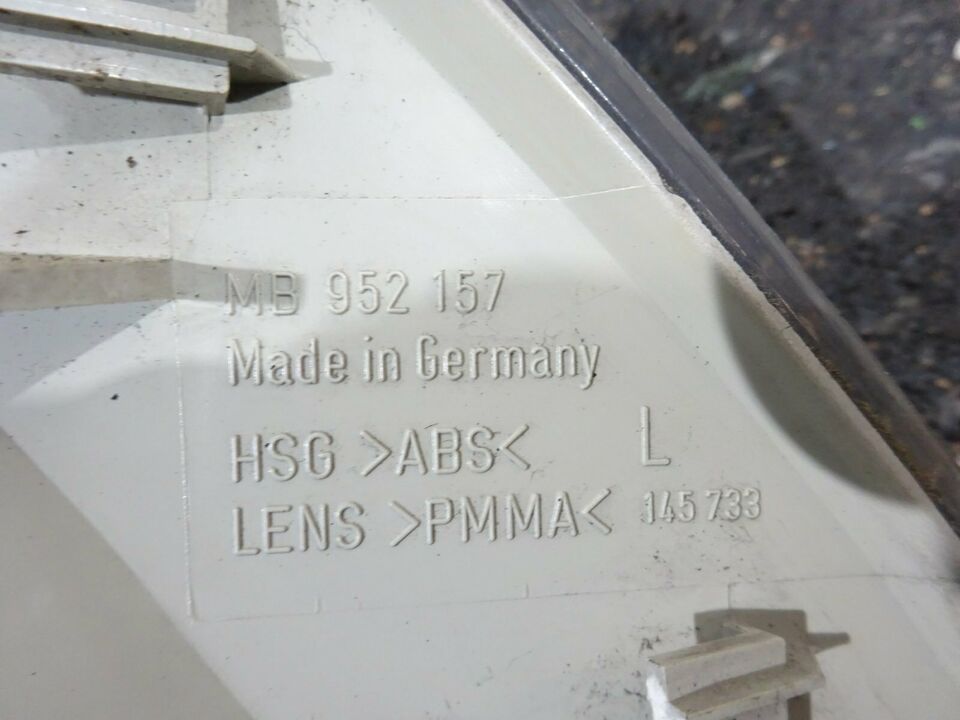 MB 952 157
Made in Germany
HSG >ABS< L
LENS >PMMA< 145 733